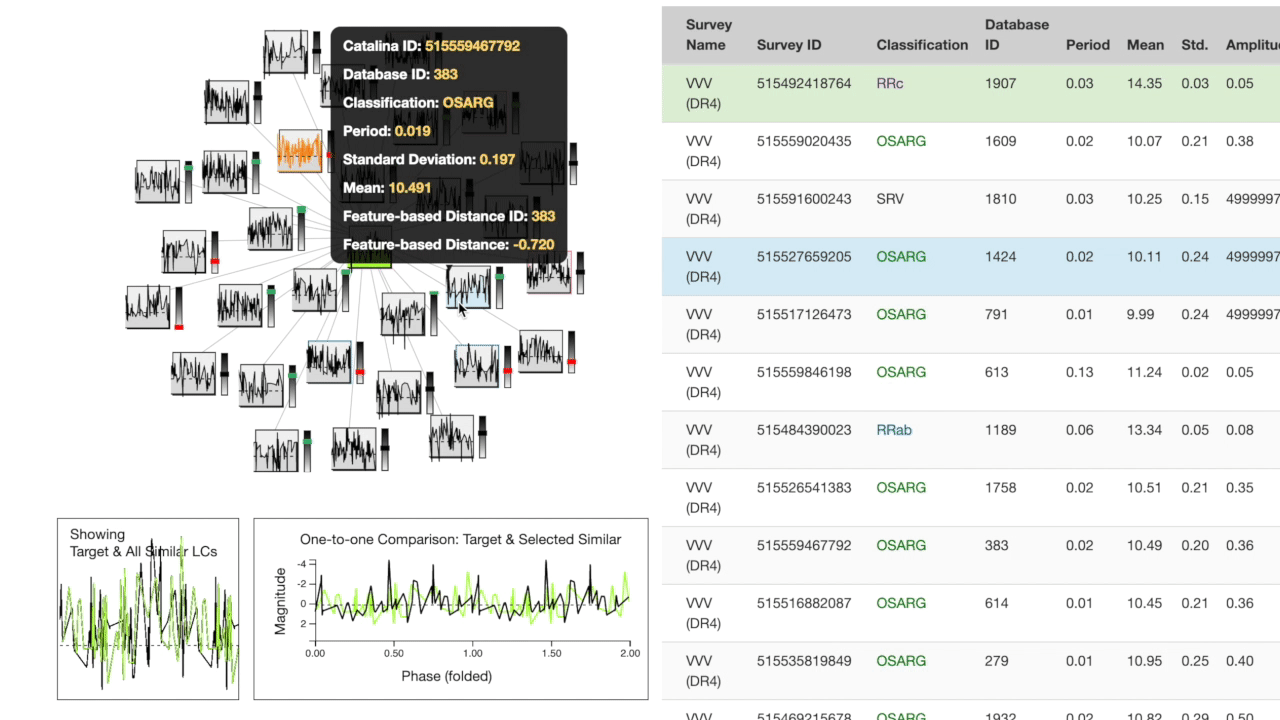 Catalina ID: 515559467792
Database ID: 383
Classification: OSARG
Period: 0.019
Standard Deviation: 0.197
Mean: 10.491
Feature-based Distance ID: 383
Feature-based Distance: -0.720
Showing
Target & All Similar LCs
One-to-one Comparison: Target & Selected Similar
Magnitude
-4
-2
0
2
0.00 0.50 1.00 1.50 2.00
Phase (folded)
Survey Name Survey ID Classification Database ID Period Mean Std. Amplitu
VVV (DR4) 515492418764 RRc 1907 0.03 14.35 0.03 0.05
VVV (DR4) 515559020435 OSARG 1609 0.02 10.07 0.21 0.38
VVV (DR4) 515591600243 SRV 1810 0.03 10.25 0.15 4999997
VVV (DR4) 515527659205 OSARG 1424 0.02 10.11 0.24 4999997
VVV (DR4) 515517126473 OSARG 791 0.01 9.99 0.24 4999997
VVV (DR4) 515559846198 OSARG 613 0.13 11.24 0.02 0.05
VVV (DR4) 515484390023 RRab 1189 0.06 13.34 0.05 0.08
VVV (DR4) 515526541383 OSARG 1758 0.02 10.51 0.21 0.35
VVV (DR4) 515559467792 OSARG 383 0.02 10.49 0.20 0.36
VVV (DR4) 515516882087 OSARG 614 0.01 10.45 0.21 0.36
VVV (DR4) 515535819849 OSARG 279 0.01 10.95 0.25 0.40
VVV 515469215678 OSARG 1932 0.02 10.82 0.29 0.50